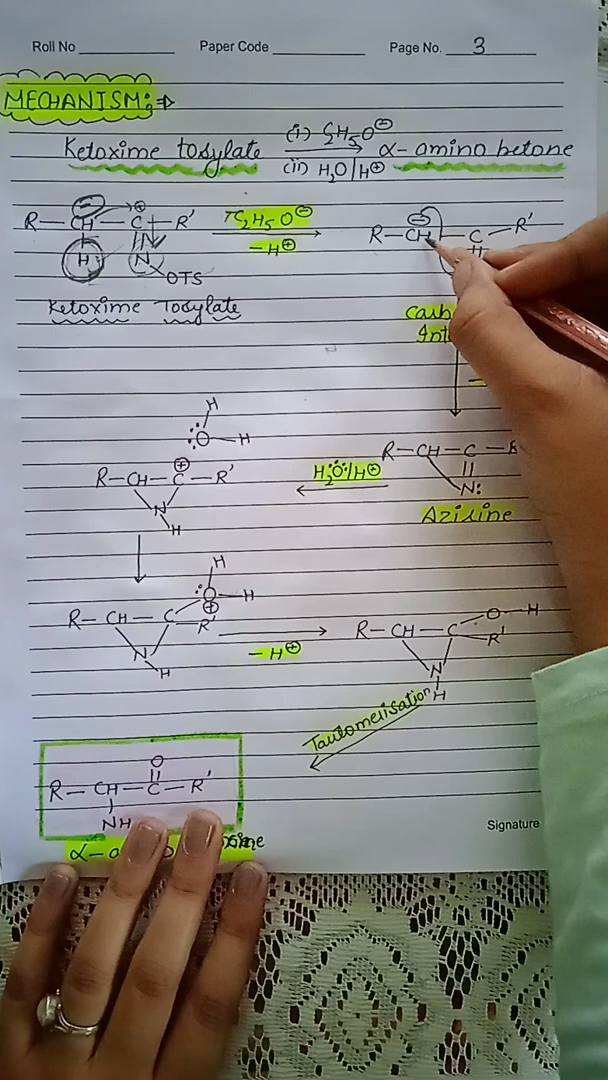 Roll No Paper Code Page No. 3
MECHANISM:⇒
Ketoxime tosylate (i) C2H5O⊖ α-amino ketone
(ii) H2O/H⊕
R—CH—C—R'
H N
OTS
C2H5O⊖
-H⊕
R—CH—C—R'
Ketoxime Tosylate
H
:O—H
R—CH—C—R'
N
H
H2O/H⊕
R—CH—C—
N:
Azirine
H
:O—H
R—CH—C—R'
N
H
-H⊕
R—CH—C—O—H
R'
N
H
Tautomerisation
O
R—CH—C—R'
NH
Signature
α-